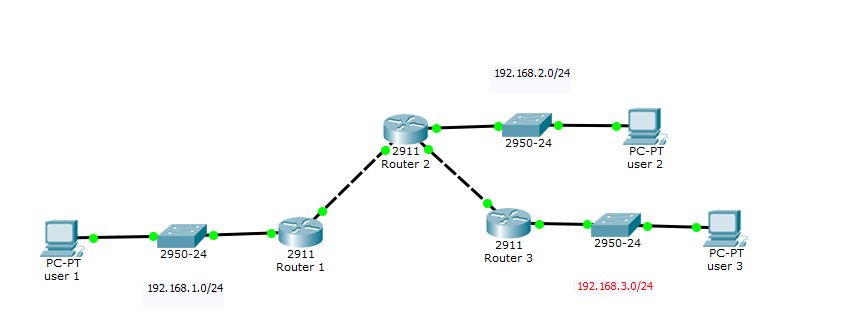 192.168.2.0/24
2911
Router 2
2950-24
PC-PT
user 2
PC-PT
user 1
2950-24
2911
Router 1
2911
Router 3
2950-24
PC-PT
user 3
192.168.1.0/24
192.168.3.0/24